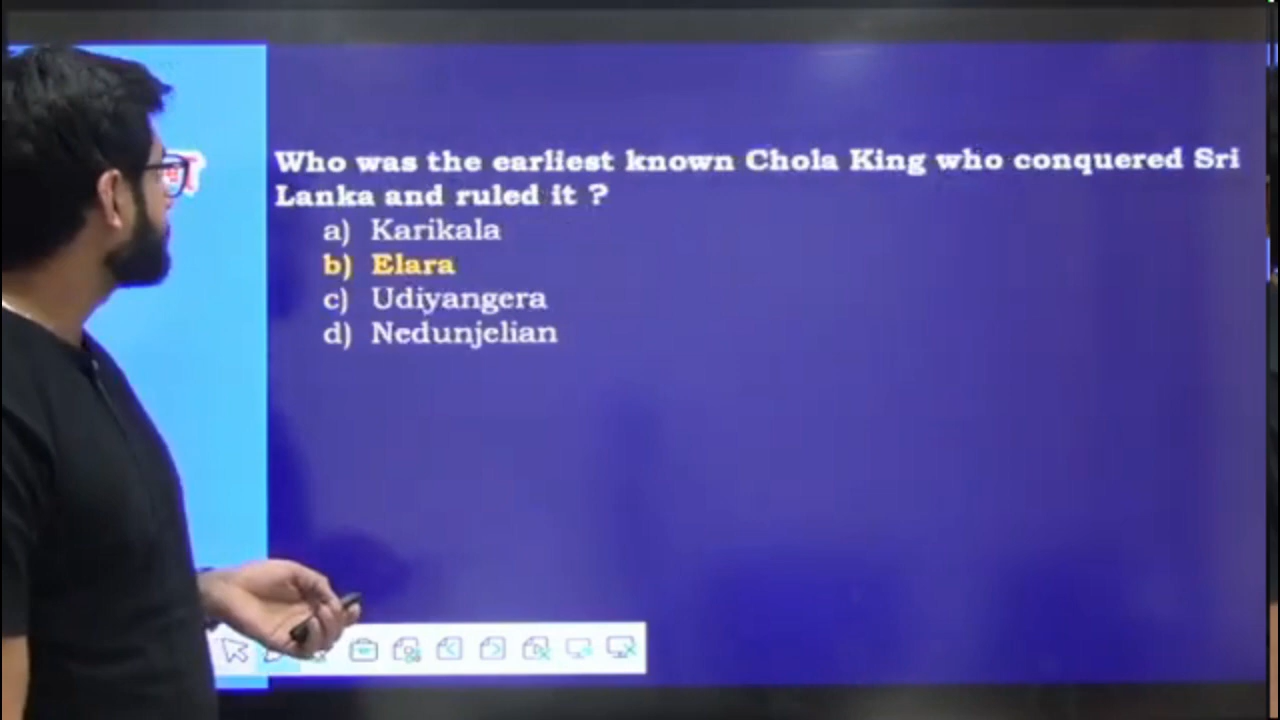 Who was the earliest known Chola King who conquered Sri
Lanka and ruled it ?
a) Karikala
b) Elara
c) Udiyangera
d) Nedunjelian